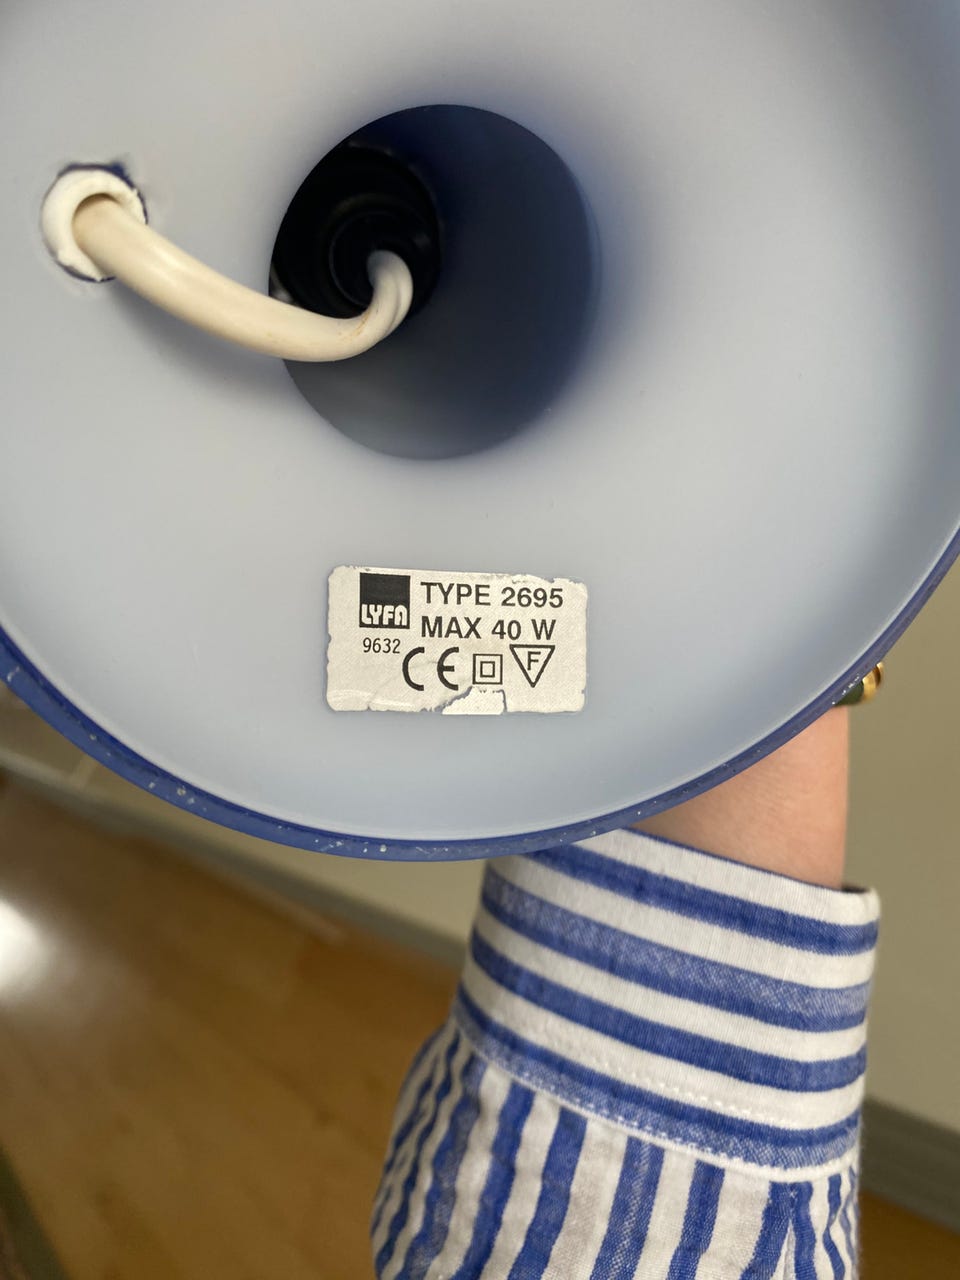 LYFA TYPE 2695
MAX 40 W
9632 CE F